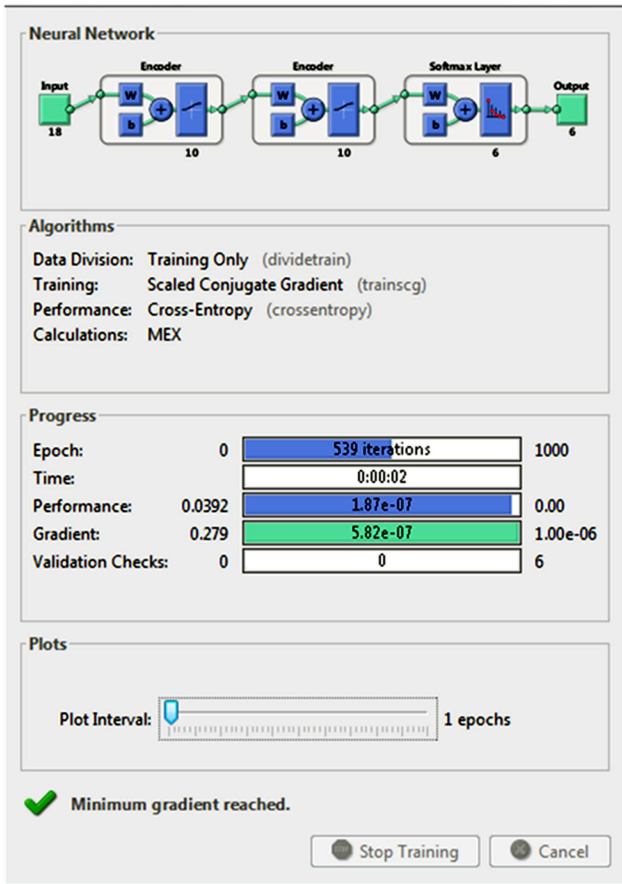 Neural Network
Encoder Encoder Softmax Layer
Input Output
W W W
+ + +
b b b
18 10 10 6 6
Algorithms
Data Division: Training Only (dividetrain)
Training: Scaled Conjugate Gradient (trainscg)
Performance: Cross-Entropy (crossentropy)
Calculations: MEX
Progress
Epoch: 0 539 iterations 1000
Time: 0:00:02
Performance: 0.0392 1.87e-07 0.00
Gradient: 0.279 5.82e-07 1.00e-06
Validation Checks: 0 0 6
Plots
Plot Interval: 1 epochs
Minimum gradient reached.
Stop Training Cancel